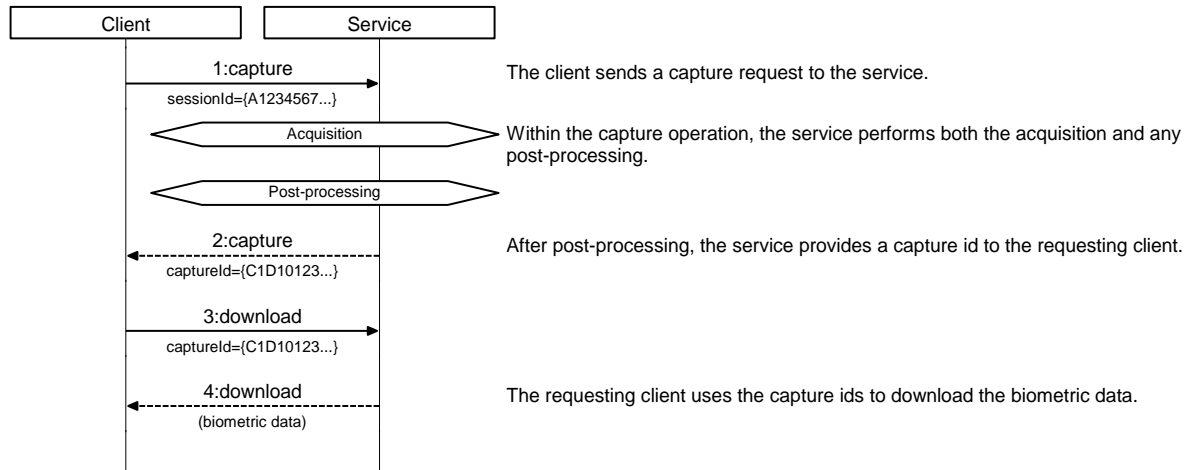 Client
Service
1:capture
The client sends a capture request to the service.
sessionId={A1234567...}
Acquisition
Within the capture operation, the service performs both the acquisition and any
post-processing.
Post-processing
2:capture
After post-processing, the service provides a capture id to the requesting client.
captureId={C1D10123...}
3:download
captureId={C1D10123...}
4:download
The requesting client uses the capture ids to download the biometric data.
(biometric data)